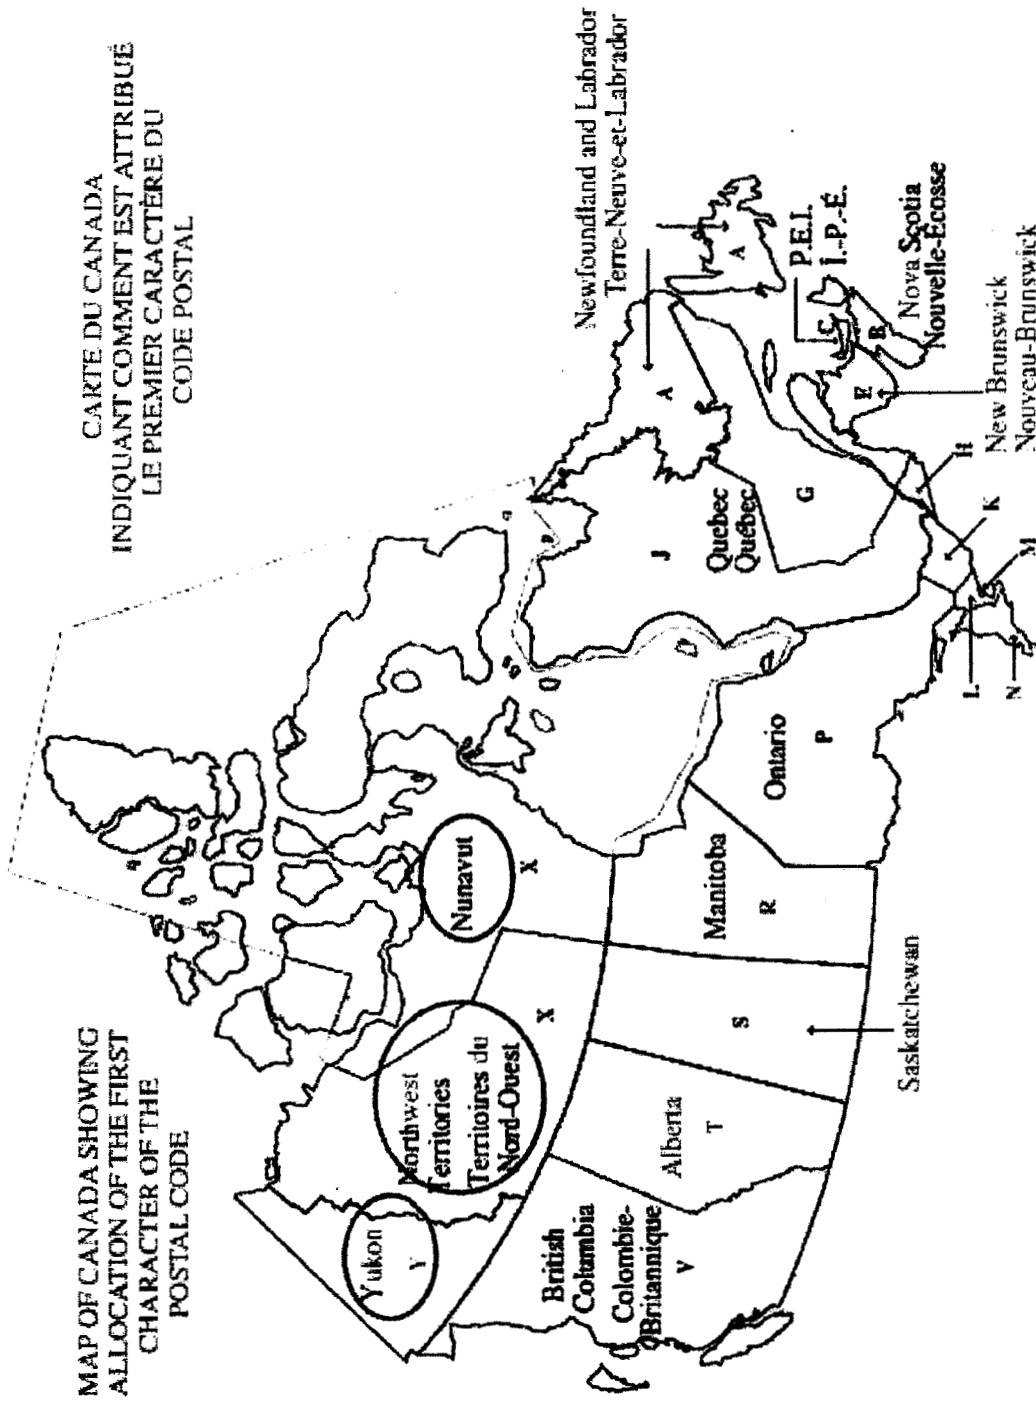 MAP OF CANADA SHOWING
ALLOCATION OF THE FIRST
CHARACTER OF THE
POSTAL CODE
CARTE DU CANADA
INDIQUANT COMMENT EST ATTRIBUÉ
LE PREMIER CARACTÈRE DU
CODE POSTAL
Yukon
Y
Northwest
Territories
Territoires du
Nord-Ouest
X
Nunavut
X
British
Columbia
Colombie-
Britannique
V
Alberta
T
S
Saskatchewan
Manitoba
R
Ontario
P
L
N
M
K
H
J
Quebec
Québec
G
Newfoundland and Labrador
Terre-Neuve-et-Labrador
A
A
P.E.I.
Î.-P.-É.
C
B
Nova Scotia
Nouvelle-Écosse
E
New Brunswick
Nouveau-Brunswick